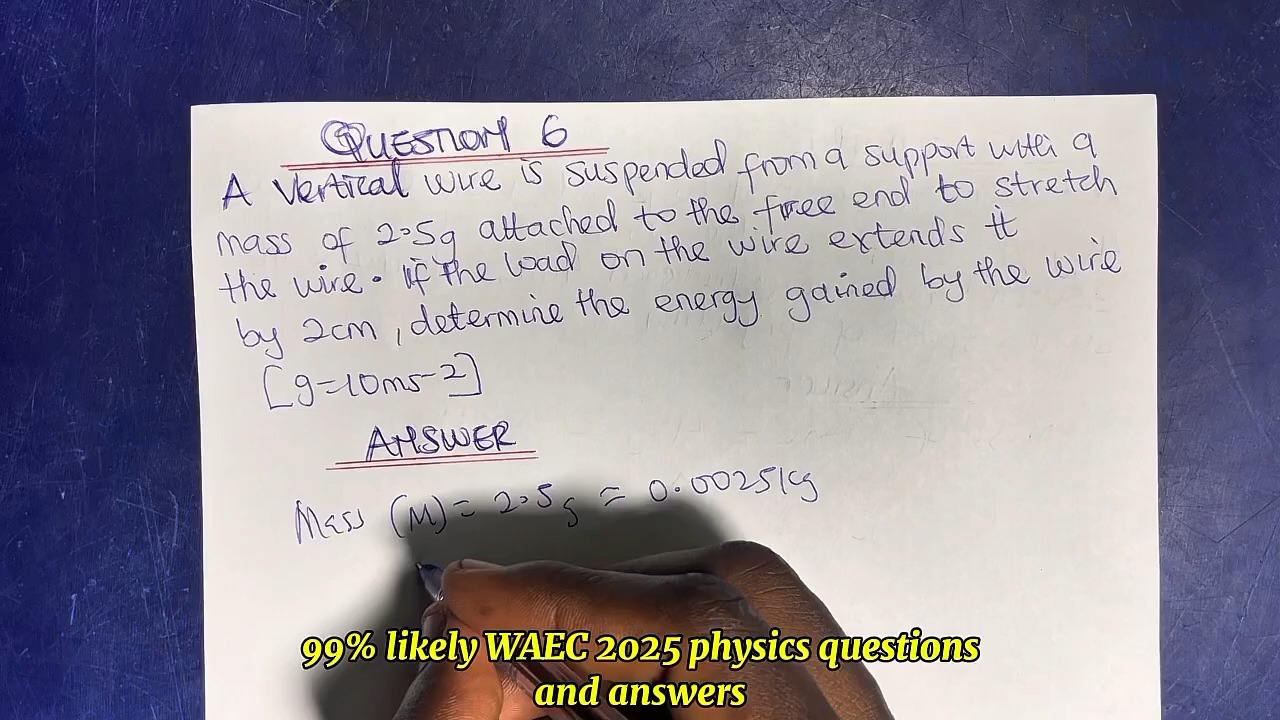 QUESTION 6
A vertical wire is suspended from a support with a
mass of 2.5g attached to the free end to stretch
the wire. If the load on the wire extends it
by 2cm, determine the energy gained by the wire
[g=10ms-2]
ANSWER
Mass (M) = 2.5g = 0.0025kg
99% likely WAEC 2025 physics questions
and answers